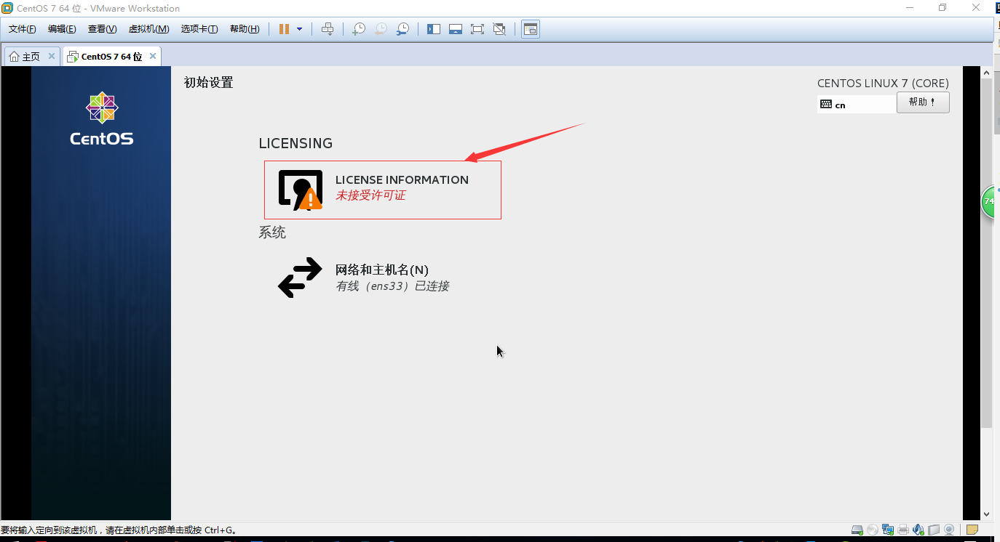 CentOS 7 64 位 - VMware Workstation
文件(F) 编辑(E) 查看(V) 虚拟机(M) 选项卡(T) 帮助(H)
主页 CentOS 7 64 位
初始设置
CENTOS LINUX 7 (CORE)
cn 帮助！
CentOS
LICENSING
LICENSE INFORMATION
未接受许可证
系统
网络和主机名(N)
有线（ens33）已连接
74
要将输入定向到该虚拟机，请在虚拟机内部单击或按 Ctrl+G。